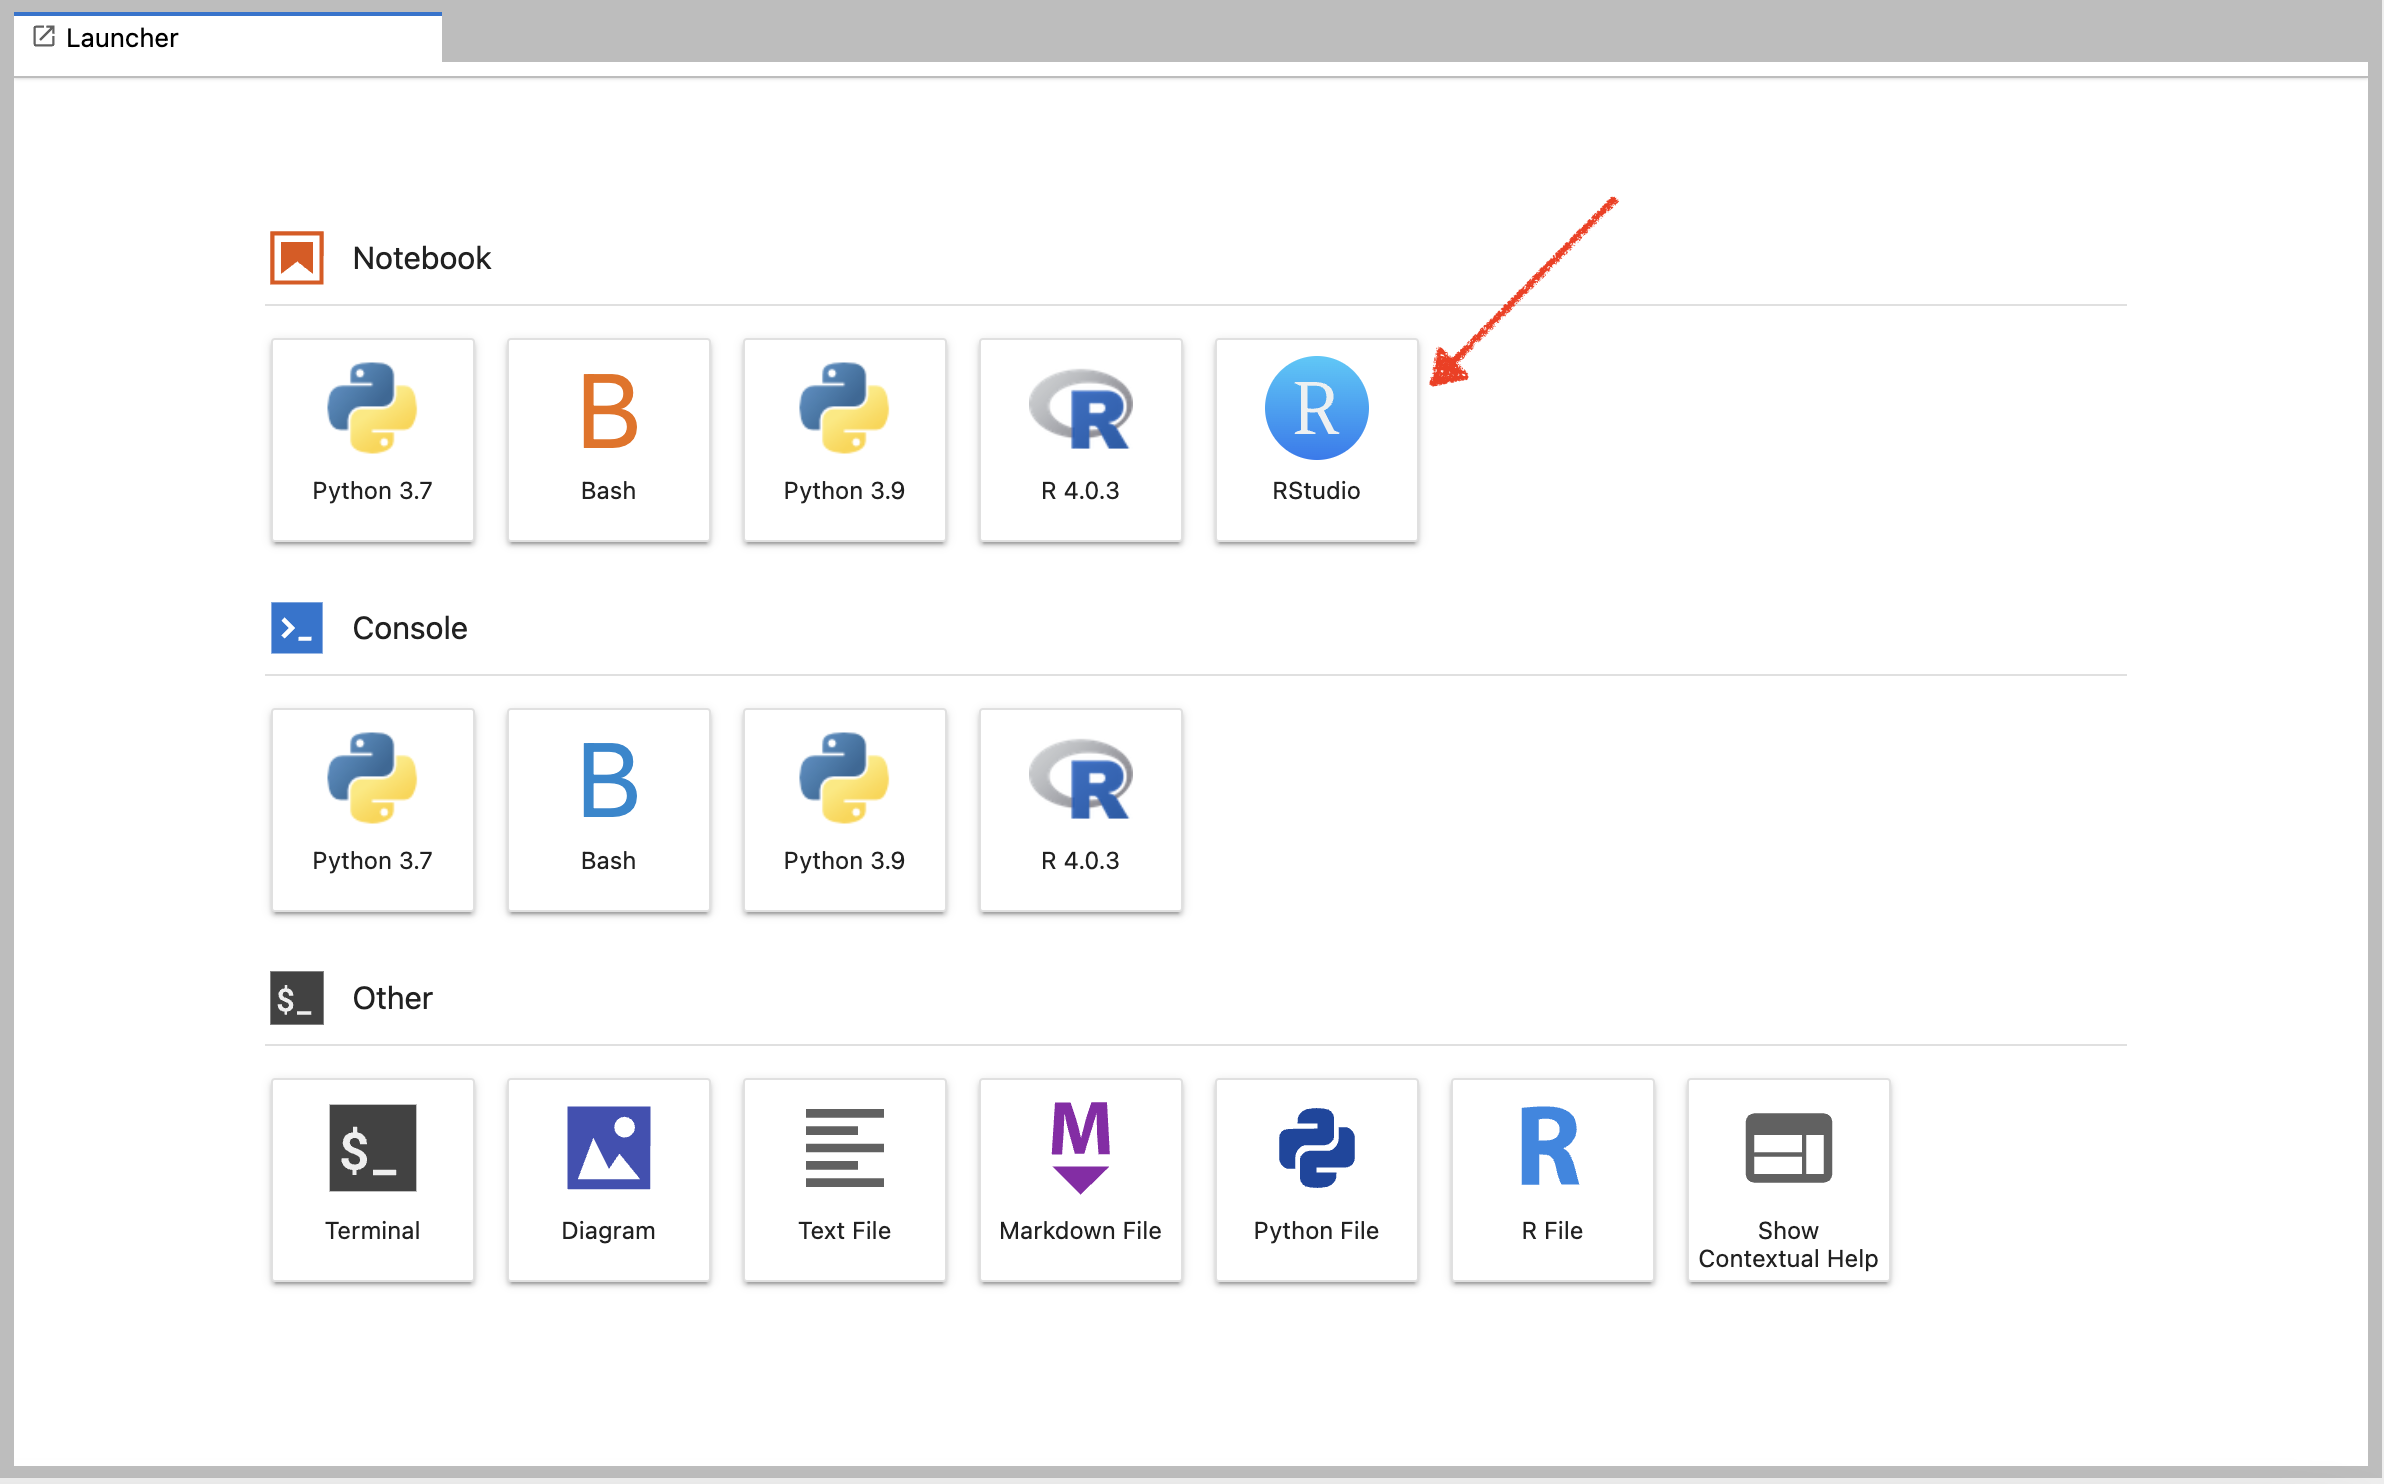 Launcher
Notebook
Python 3.7
B
Bash
Python 3.9
R
R 4.0.3
R
RStudio
>_ Console
Python 3.7
B
Bash
Python 3.9
R
R 4.0.3
$_ Other
$_
Terminal
Diagram
Text File
M
Markdown File
Python File
R
R File
Show
Contextual Help